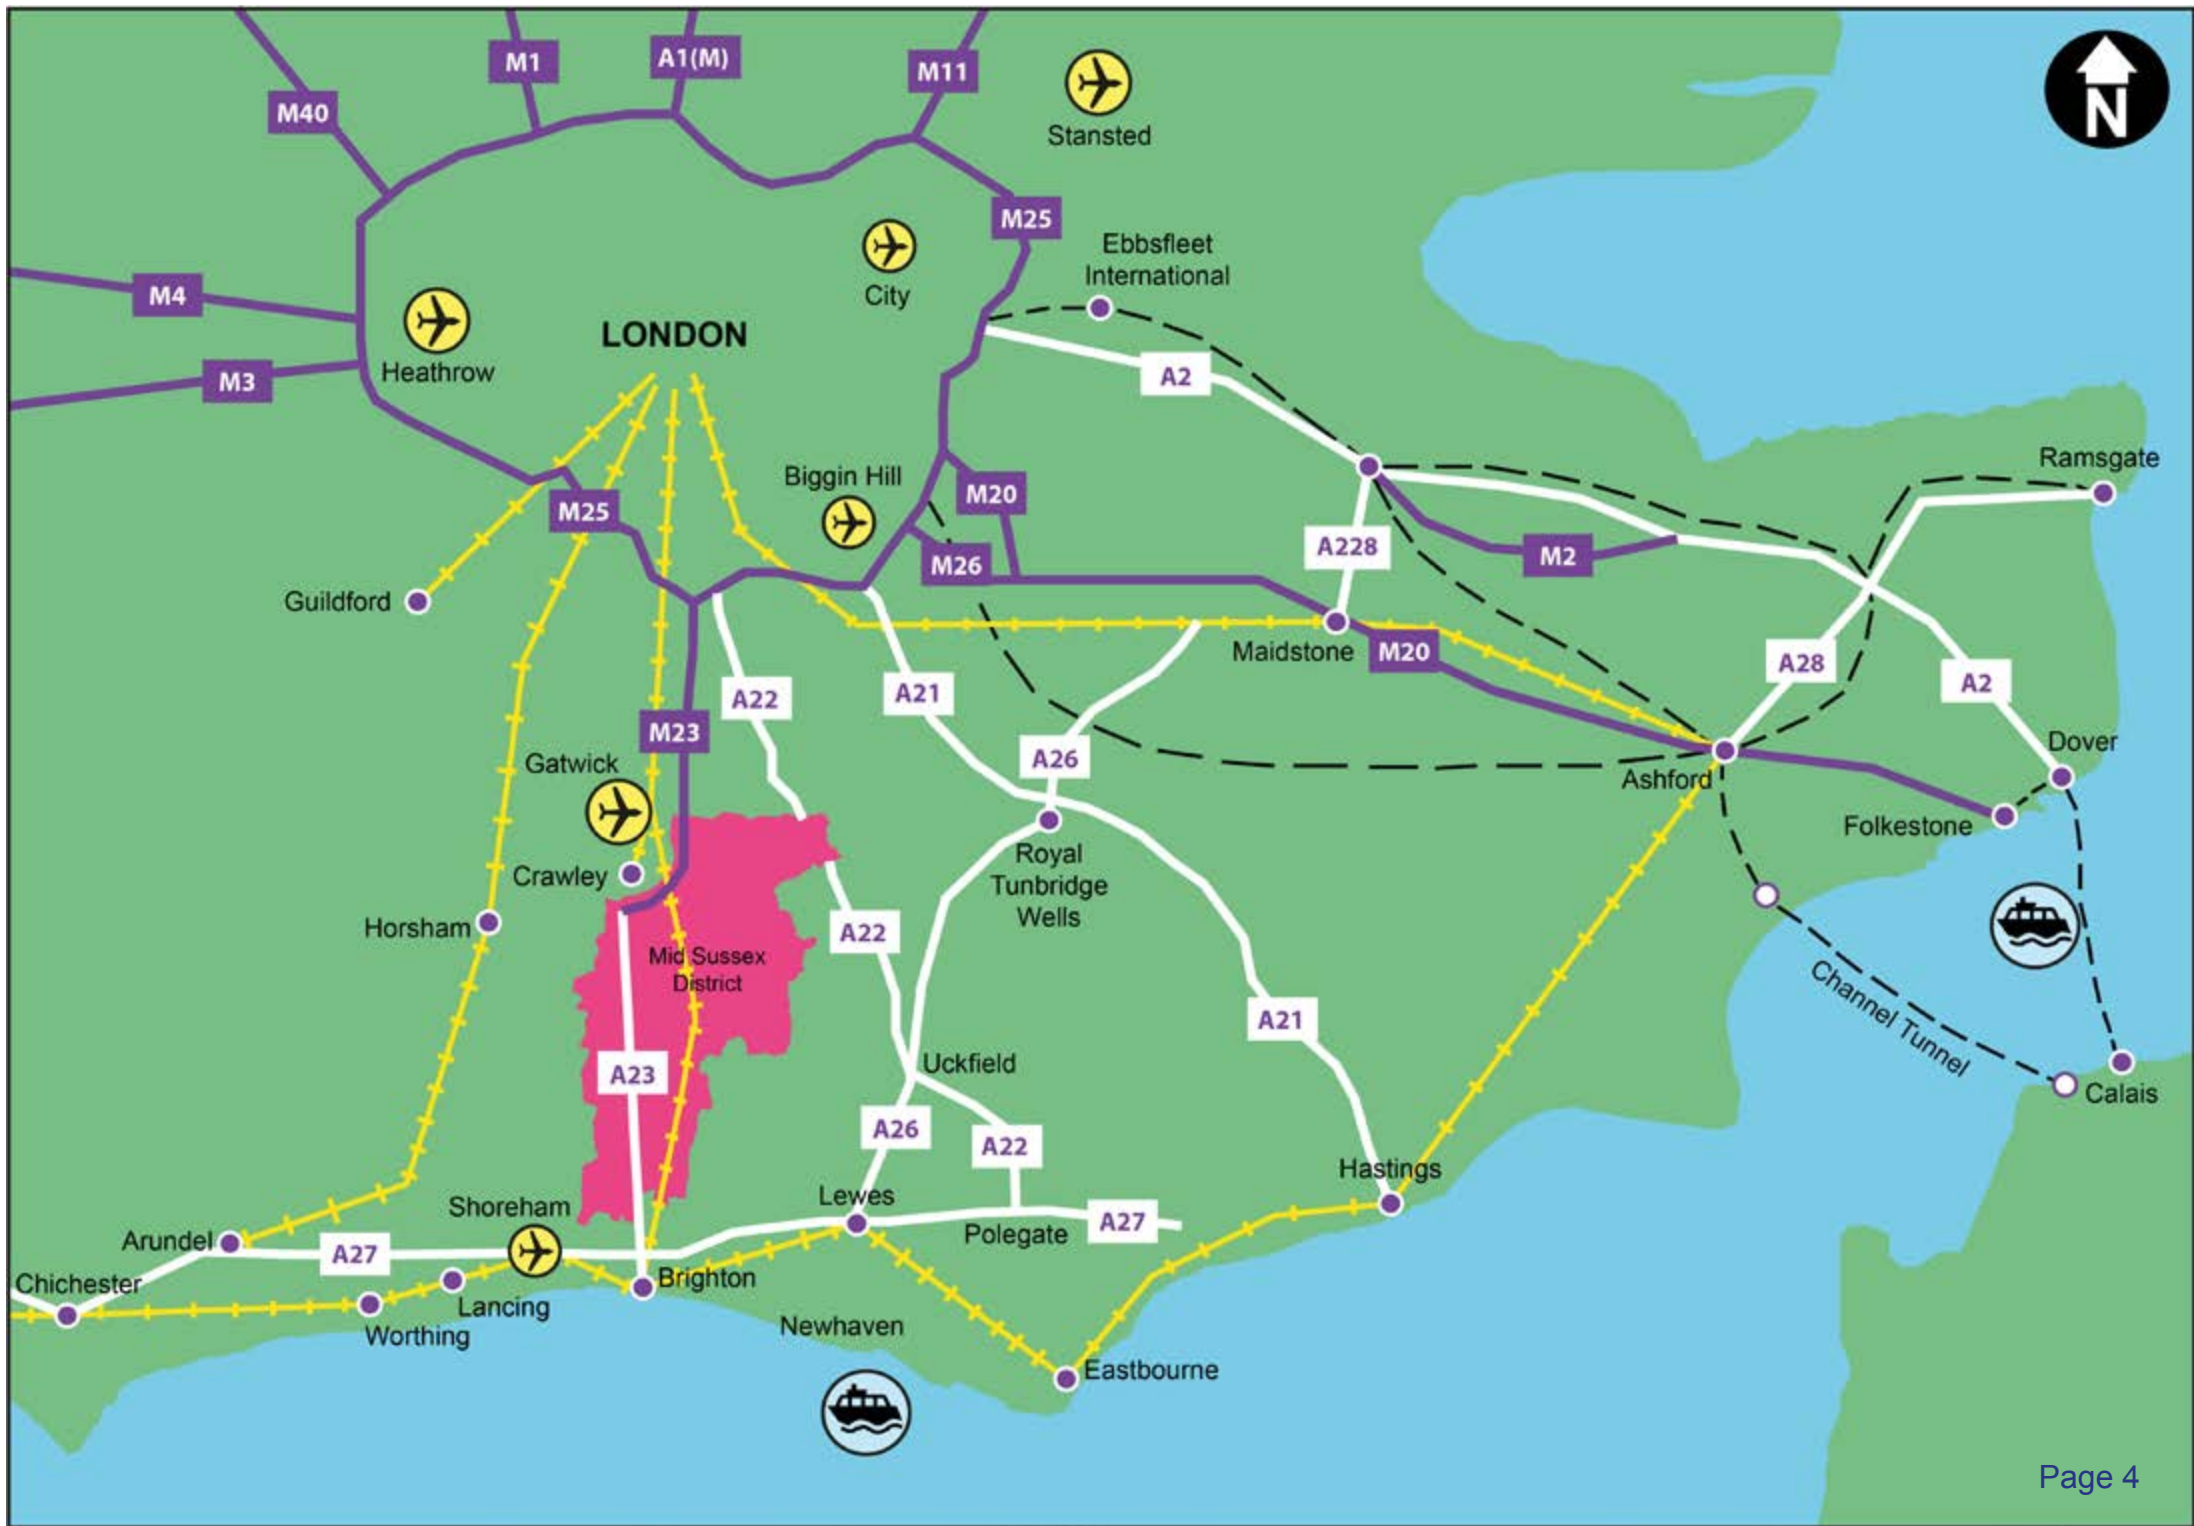 M1
A1(M)
M11
M40
Stansted
N
M25
Ebbsfleet
International
City
M4
LONDON
Heathrow
M3
A2
Biggin Hill
M20
Ramsgate
M25
A228
M2
M26
Guildford
Maidstone
M20
A28
A2
A22
A21
M23
A26
Dover
Gatwick
Ashford
Folkestone
Royal
Tunbridge
Wells
Crawley
Horsham
A22
Mid Sussex
District
Channel Tunnel
A21
Uckfield
A23
Calais
A26
A22
Hastings
Lewes
Shoreham
Polegate
A27
Arundel
A27
Chichester
Brighton
Lancing
Worthing
Newhaven
Eastbourne
Page 4